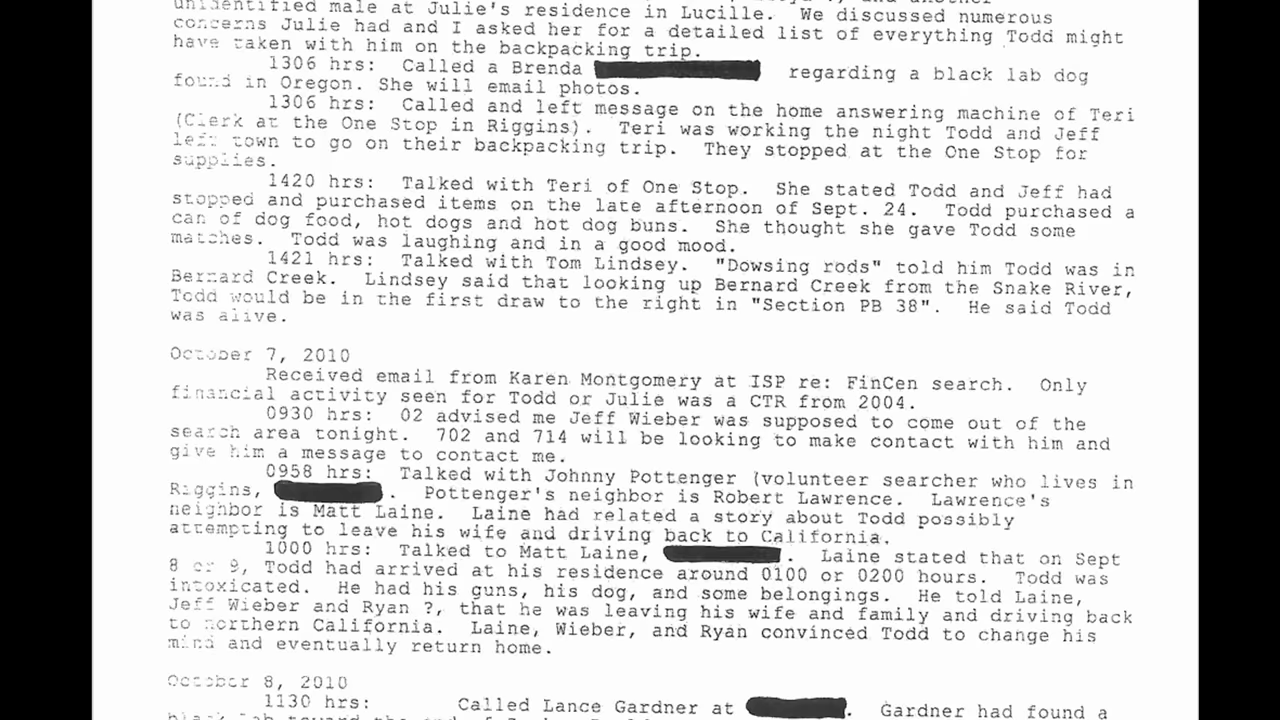 unidentified male at Julie's residence in Lucille.  We discussed numerous
concerns Julie had and I asked her for a detailed list of everything Todd might
have taken with him on the backpacking trip.
1306 hrs:  Called a Brenda regarding a black lab dog
found in Oregon. She will email photos.
1306 hrs:  Called and left message on the home answering machine of Teri
(Clerk at the One Stop in Riggins).  Teri was working the night Todd and Jeff
left town to go on their backpacking trip.  They stopped at the One Stop for
supplies.
1420 hrs:  Talked with Teri of One Stop.  She stated Todd and Jeff had
stopped and purchased items on the late afternoon of Sept. 24.  Todd purchased a
can of dog food, hot dogs and hot dog buns.  She thought she gave Todd some
matches.  Todd was laughing and in a good mood.
1421 hrs:  Talked with Tom Lindsey.  "Dowsing rods" told him Todd was in
Bernard Creek.  Lindsey said that looking up Bernard Creek from the Snake River,
Todd would be in the first draw to the right in "Section PB 38".  He said Todd
was alive.
October 7, 2010
Received email from Karen Montgomery at ISP re: FinCen search.  Only
financial activity seen for Todd or Julie was a CTR from 2004.
0930 hrs:  02 advised me Jeff Wieber was supposed to come out of the
search area tonight.  702 and 714 will be looking to make contact with him and
give him a message to contact me.
0958 hrs:  Talked with Johnny Pottenger (volunteer searcher who lives in
Riggins, .  Pottenger's neighbor is Robert Lawrence.  Lawrence's
neighbor is Matt Laine.  Laine had related a story about Todd possibly
attempting to leave his wife and driving back to California.
1000 hrs:  Talked to Matt Laine, .  Laine stated that on Sept
8 or 9, Todd had arrived at his residence around 0100 or 0200 hours.  Todd was
intoxicated.  He had his guns, his dog, and some belongings.  He told Laine,
Jeff Wieber and Ryan ?, that he was leaving his wife and family and driving back
to northern California.  Laine, Wieber, and Ryan convinced Todd to change his
mind and eventually return home.
October 8, 2010
1130 hrs:  Called Lance Gardner at .  Gardner had found a
black lab toward the end of